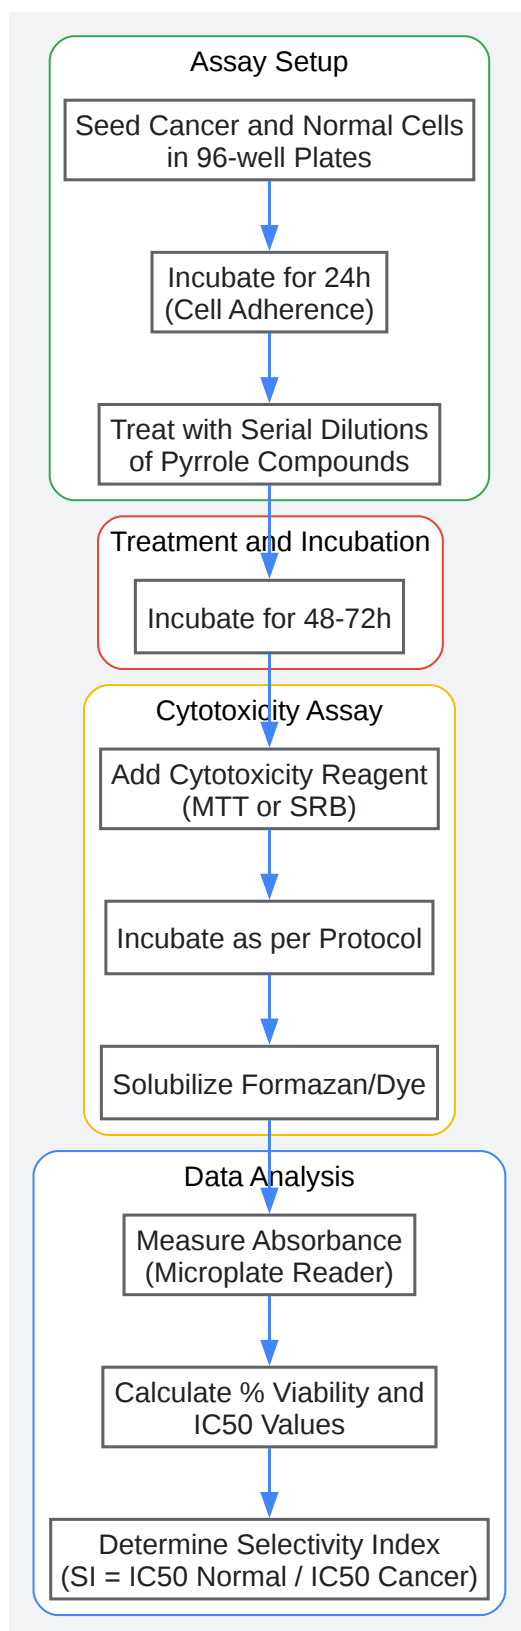 Assay Setup
Seed Cancer and Normal Cells
in 96-well Plates
Incubate for 24h
(Cell Adherence)
Treat with Serial Dilutions
of Pyrrole Compounds
Treatment and Incubation
Incubate for 48-72h
Cytotoxicity Assay
Add Cytotoxicity Reagent
(MTT or SRB)
Incubate as per Protocol
Solubilize Formazan/Dye
Data Analysis
Measure Absorbance
(Microplate Reader)
Calculate % Viability and
IC50 Values
Determine Selectivity Index
(SI = IC50 Normal / IC50 Cancer)